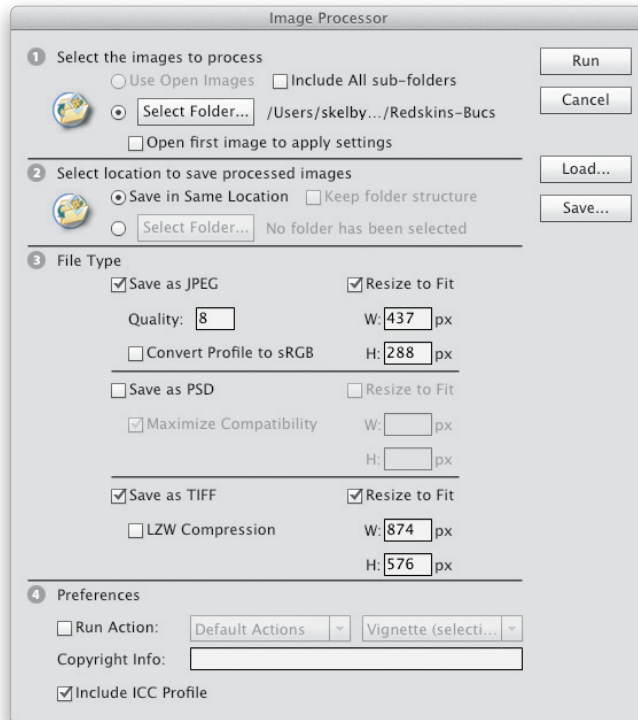 Image Processor
1 Select the images to process
Use Open Images Include All sub-folders
Select Folder... /Users/skelby.../Redskins-Bucs
Open first image to apply settings
Run
Cancel
2 Select location to save processed images
Save in Same Location Keep folder structure
Select Folder... No folder has been selected
Load...
Save...
3 File Type
Save as JPEG Resize to Fit
Quality: 8 W: 437 px
Convert Profile to sRGB H: 288 px
Save as PSD Resize to Fit
Maximize Compatibility W: px
H: px
Save as TIFF Resize to Fit
LZW Compression W: 874 px
H: 576 px
4 Preferences
Run Action: Default Actions Vignette (selecti...
Copyright Info:
Include ICC Profile